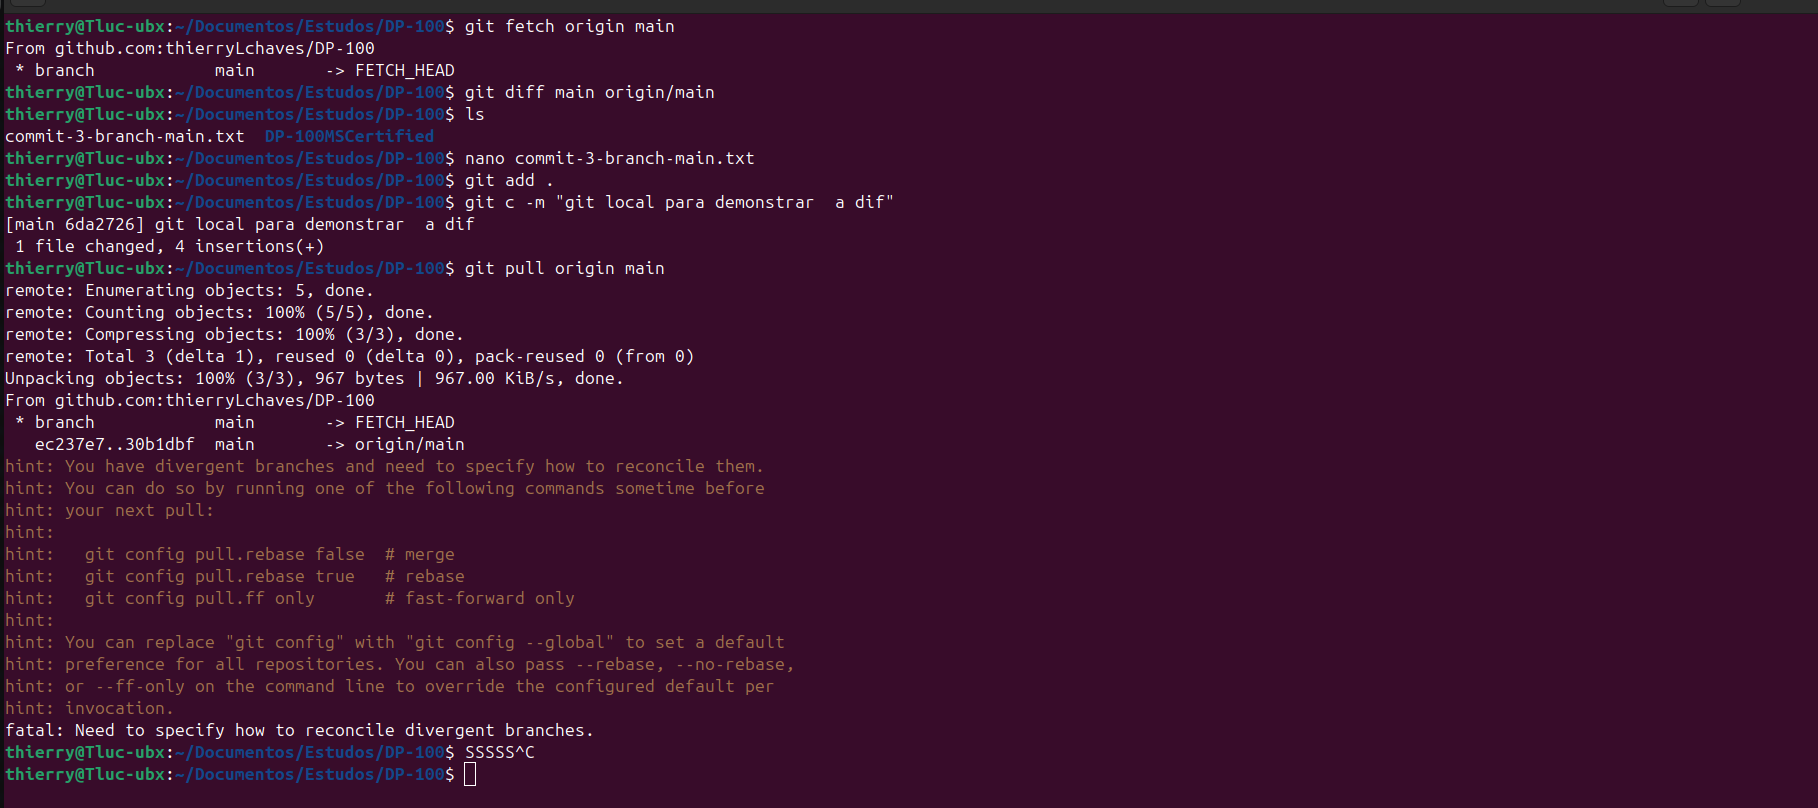 thierry@Tluc-ubx:~/Documentos/Estudos/DP-100$ git fetch origin main
From github.com:thierryLchaves/DP-100
 * branch            main       -> FETCH_HEAD
thierry@Tluc-ubx:~/Documentos/Estudos/DP-100$ git diff main origin/main
thierry@Tluc-ubx:~/Documentos/Estudos/DP-100$ ls
commit-3-branch-main.txt  DP-100MSCertified
thierry@Tluc-ubx:~/Documentos/Estudos/DP-100$ nano commit-3-branch-main.txt
thierry@Tluc-ubx:~/Documentos/Estudos/DP-100$ git add .
thierry@Tluc-ubx:~/Documentos/Estudos/DP-100$ git c -m "git local para demonstrar  a dif"
[main 6da2726] git local para demonstrar  a dif
 1 file changed, 4 insertions(+)
thierry@Tluc-ubx:~/Documentos/Estudos/DP-100$ git pull origin main
remote: Enumerating objects: 5, done.
remote: Counting objects: 100% (5/5), done.
remote: Compressing objects: 100% (3/3), done.
remote: Total 3 (delta 1), reused 0 (delta 0), pack-reused 0 (from 0)
Unpacking objects: 100% (3/3), 967 bytes | 967.00 KiB/s, done.
From github.com:thierryLchaves/DP-100
 * branch            main       -> FETCH_HEAD
   ec237e7..30b1dbf  main       -> origin/main
hint: You have divergent branches and need to specify how to reconcile them.
hint: You can do so by running one of the following commands sometime before
hint: your next pull:
hint:
hint:   git config pull.rebase false  # merge
hint:   git config pull.rebase true   # rebase
hint:   git config pull.ff only       # fast-forward only
hint:
hint: You can replace "git config" with "git config --global" to set a default
hint: preference for all repositories. You can also pass --rebase, --no-rebase,
hint: or --ff-only on the command line to override the configured default per
hint: invocation.
fatal: Need to specify how to reconcile divergent branches.
thierry@Tluc-ubx:~/Documentos/Estudos/DP-100$ SSSSS^C
thierry@Tluc-ubx:~/Documentos/Estudos/DP-100$